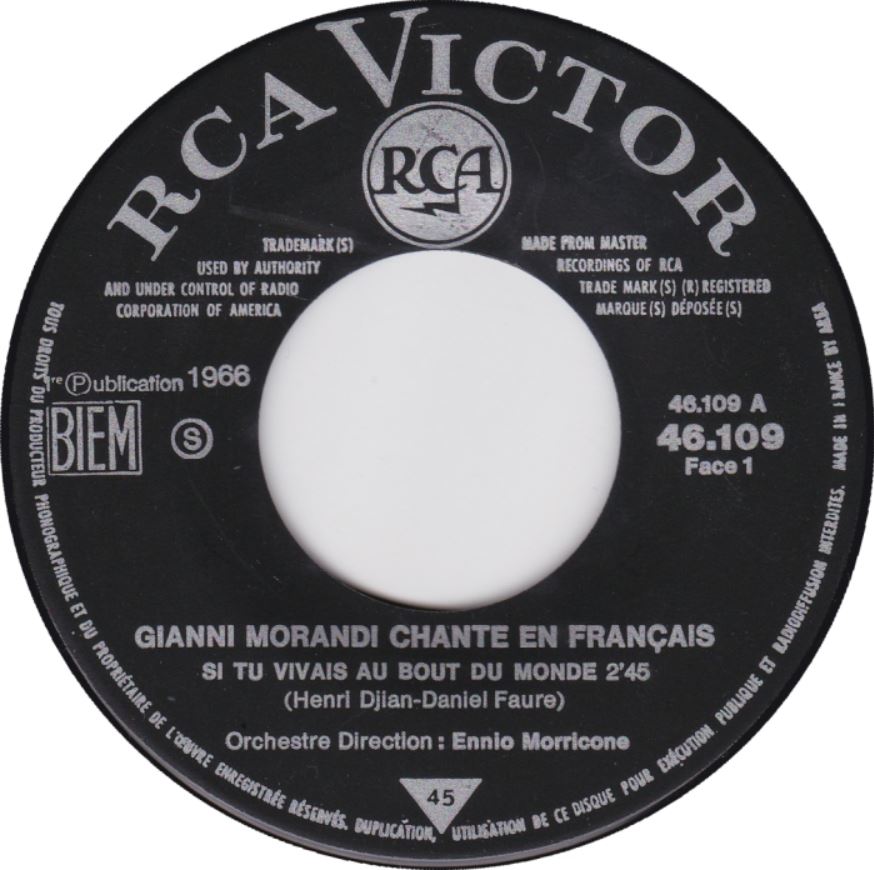 RCA VICTOR
RCA
TRADEMARK(S)
USED BY AUTHORITY
AND UNDER CONTROL OF RADIO
CORPORATION OF AMERICA
MADE FROM MASTER
RECORDINGS OF RCA
TRADE MARK(S) (R) REGISTERED
MARQUE(S) DÉPOSÉE(S)
1re Ⓟublication 1966
BIEM Ⓢ
46.109 A
46.109
Face 1
GIANNI MORANDI CHANTE EN FRANÇAIS
SI TU VIVAIS AU BOUT DU MONDE 2'45
(Henri Djian-Daniel Faure)
Orchestre Direction : Ennio Morricone
45
TOUS DROITS DU PRODUCTEUR PHONOGRAPHIQUE ET DU PROPRIÉTAIRE DE L'ŒUVRE ENREGISTRÉE RÉSERVÉS. DUPLICATION, UTILISATION DE CE DISQUE POUR EXÉCUTION PUBLIQUE ET RADIODIFFUSION INTERDITES. MADE IN FRANCE BY AREA